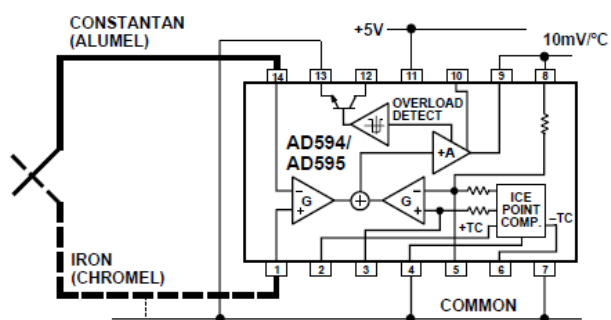 CONSTANTAN
(ALUMEL)
+5V
10mV/°C
14 13 12 11 10 9 8
OVERLOAD
DETECT
AD594/
AD595
+A
– G +
G – +
ICE
POINT
COMP.
–TC
+TC
IRON
(CHROMEL)
1 2 3 4 5 6 7
COMMON